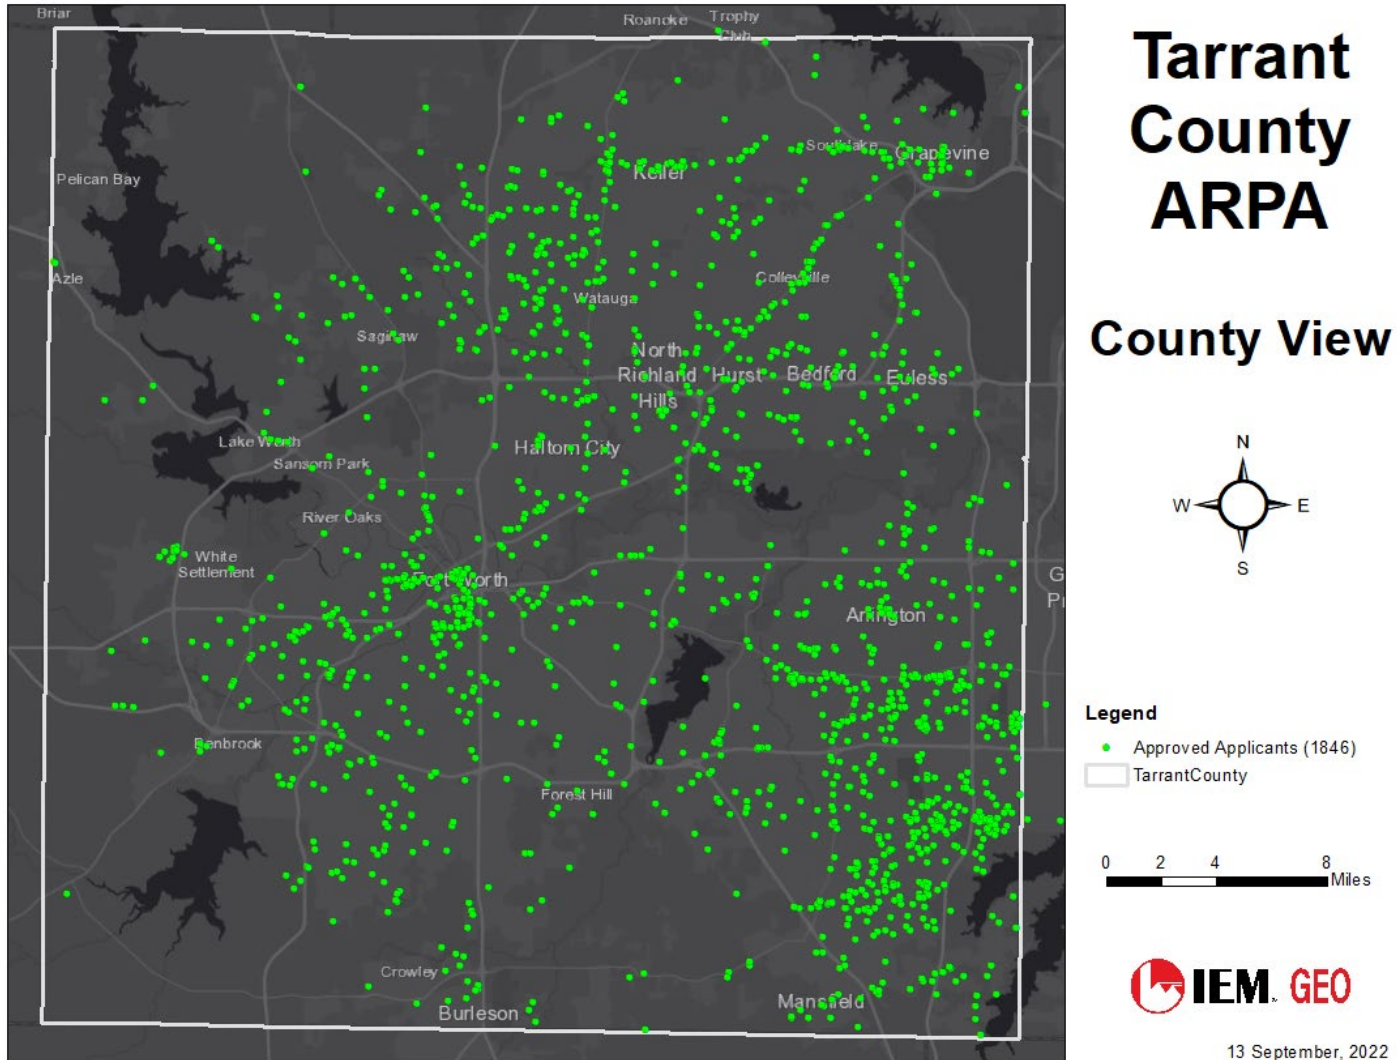 Briar
Roanoke
Trophy
Club
Pelican Bay
Southlake
Grapevine
Keller
Azle
Colleyville
Watauga
Saginaw
North
Richland
Hills
Hurst
Bedford
Euless
Lake Worth
Haltom City
Sansom Park
River Oaks
White
Settlement
Fort Worth
Arlington
Benbrook
Forest Hill
Crowley
Burleson
Mansfield
Tarrant
County
ARPA
County View
N
W
E
S
Legend
Approved Applicants (1846)
TarrantCounty
0 2 4 8
Miles
IEM. GEO
13 September, 2022